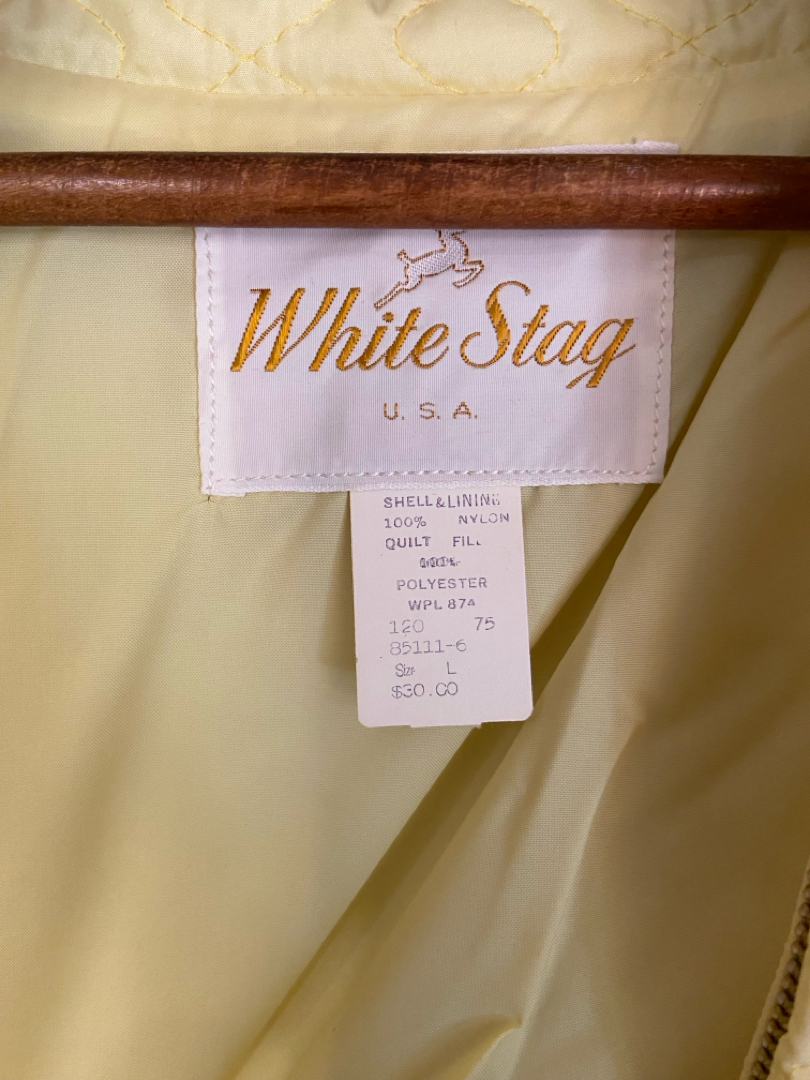 White Stag
U. S. A.
SHELL & LINING
100% NYLON
QUILT FILL
POLYESTER
WPL 874
120 75
85111-6
Size L
$30.00